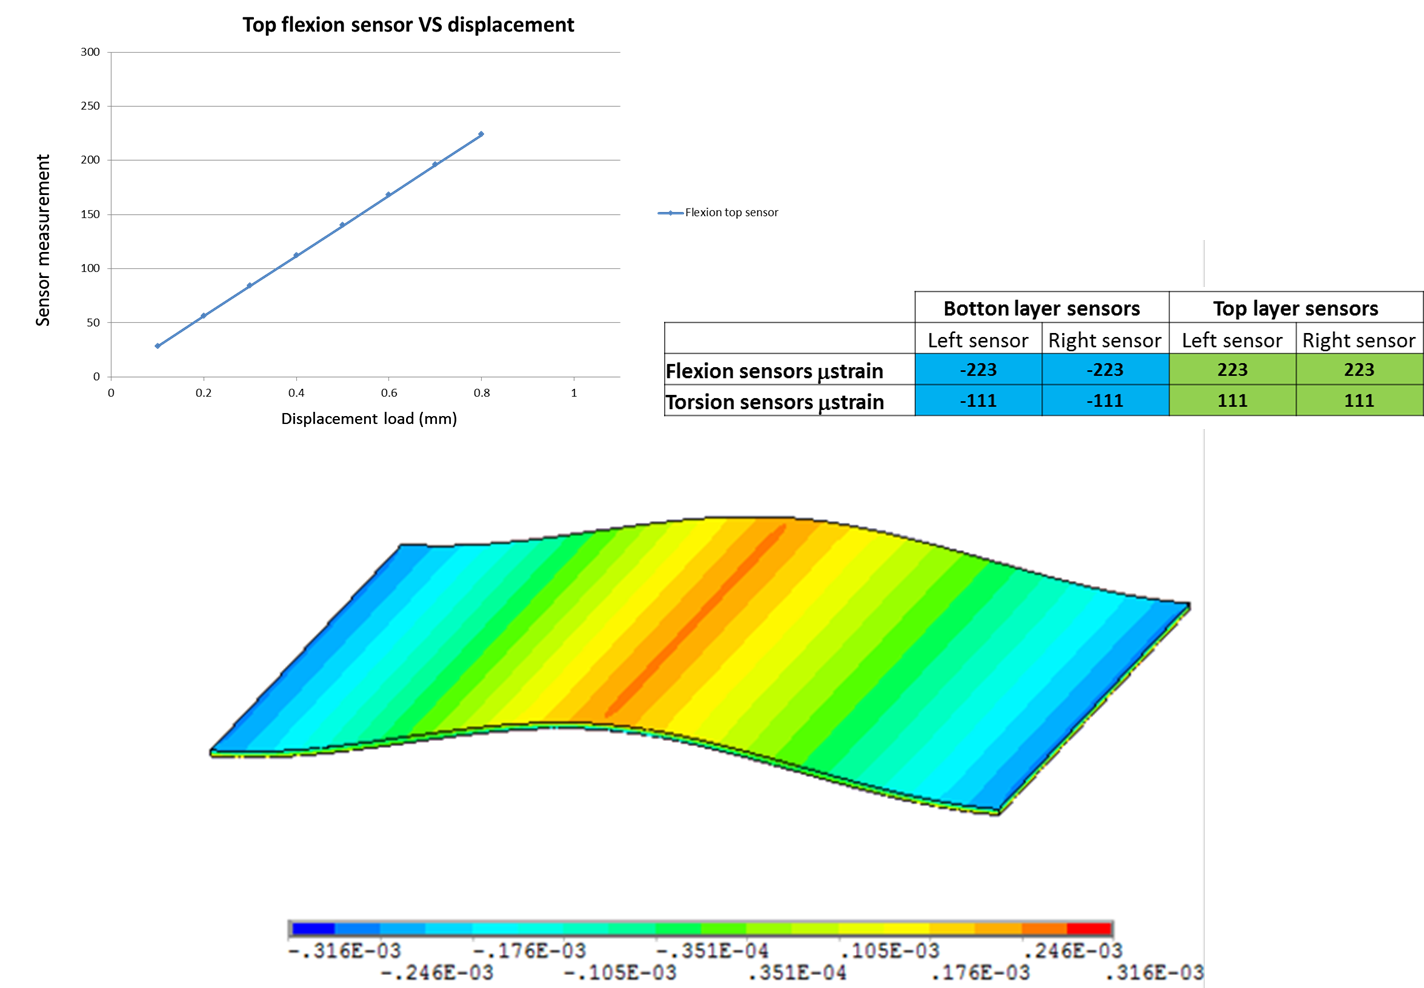 Top flexion sensor VS displacement
300
250
200
150
100
50
0
Sensor measurement
0 0.2 0.4 0.6 0.8 1
Displacement load (mm)
Flexion top sensor
Botton layer sensors Top layer sensors
Left sensor Right sensor Left sensor Right sensor
Flexion sensors μstrain -223 -223 223 223
Torsion sensors μstrain -111 -111 111 111
-.316E-03 -.176E-03 -.351E-04 .105E-03 .246E-03
-.246E-03 -.105E-03 .351E-04 .176E-03 .316E-03